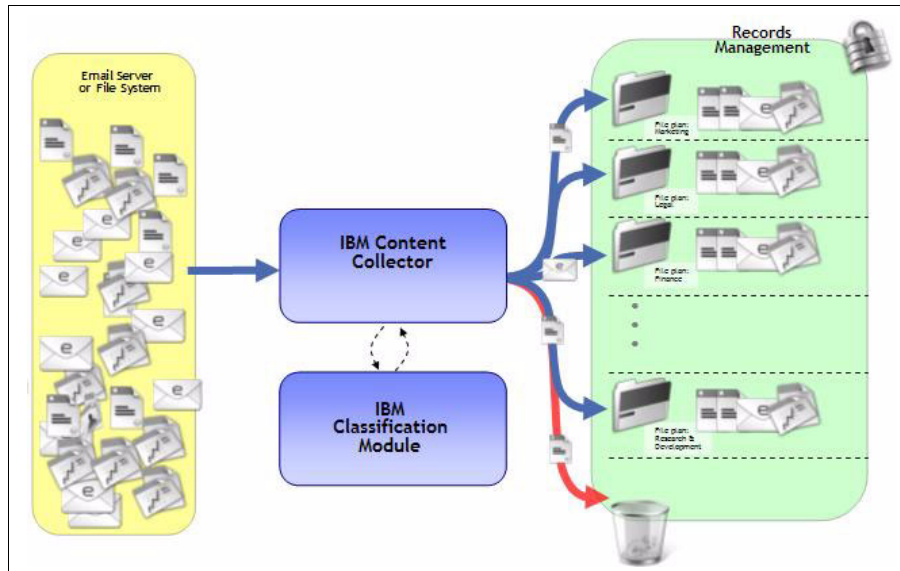 Email Server
or File System
IBM Content
Collector
IBM
Classification
Module
Records
Management
File plan:
Marketing
File plan:
Legal
File plan:
Finance
File plan:
Research &
Development
e
e
e
e
e
e
e
e
e
e
e
e
e